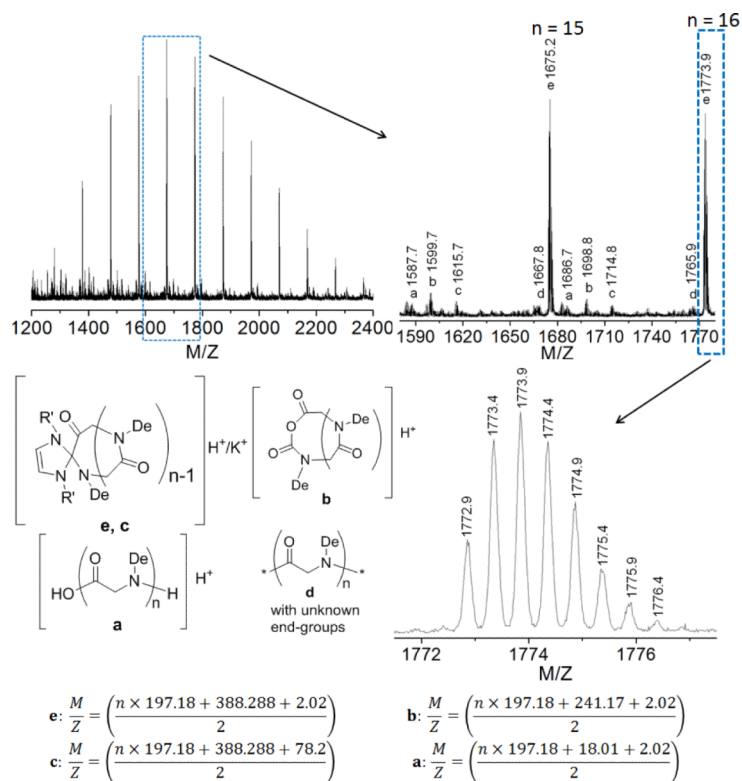 n = 15
n = 16
e 1675.2
e 1773.9
a 1587.7
b 1599.7
c 1615.7
d 1667.8
a 1686.7
b 1698.8
c 1714.8
d 1765.9
1200 1400 1600 1800 2000 2200 2400
M/Z
1590 1620 1650 1680 1710 1740 1770
M/Z
R'
N
O
De
N
N
N
O
R'
De
n-1
H⁺/K⁺
e, c
O
De
O
N
O
N
O
De
H⁺
b
O
De
HO
N
H
n
H⁺
a
O
De
*
N
*
n
d
with unknown
end-groups
1772.9
1773.4
1773.9
1774.4
1774.9
1775.4
1775.9
1776.4
1772 1774 1776
M/Z
e: M/Z = ((n × 197.18 + 388.288 + 2.02)/2)
b: M/Z = ((n × 197.18 + 241.17 + 2.02)/2)
c: M/Z = ((n × 197.18 + 388.288 + 78.2)/2)
a: M/Z = ((n × 197.18 + 18.01 + 2.02)/2)